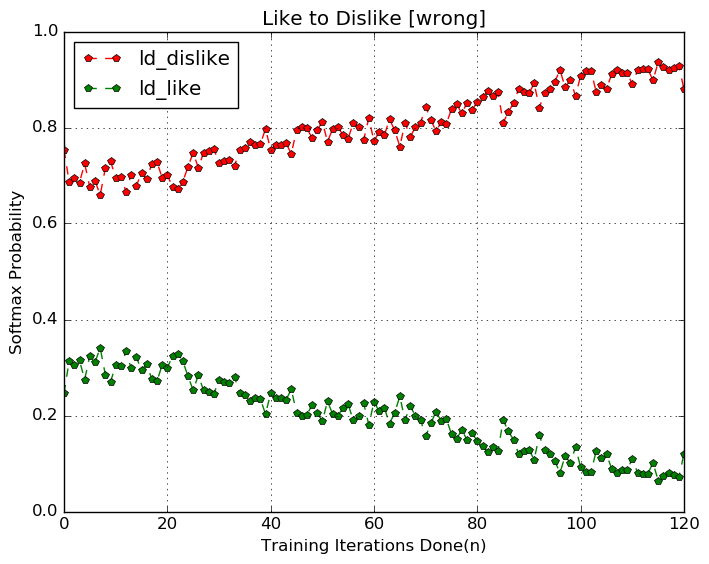 Like to Dislike [wrong]
ld_dislike
ld_like
Softmax Probability
1.0
0.8
0.6
0.4
0.2
0.0
0 20 40 60 80 100 120
Training Iterations Done(n)